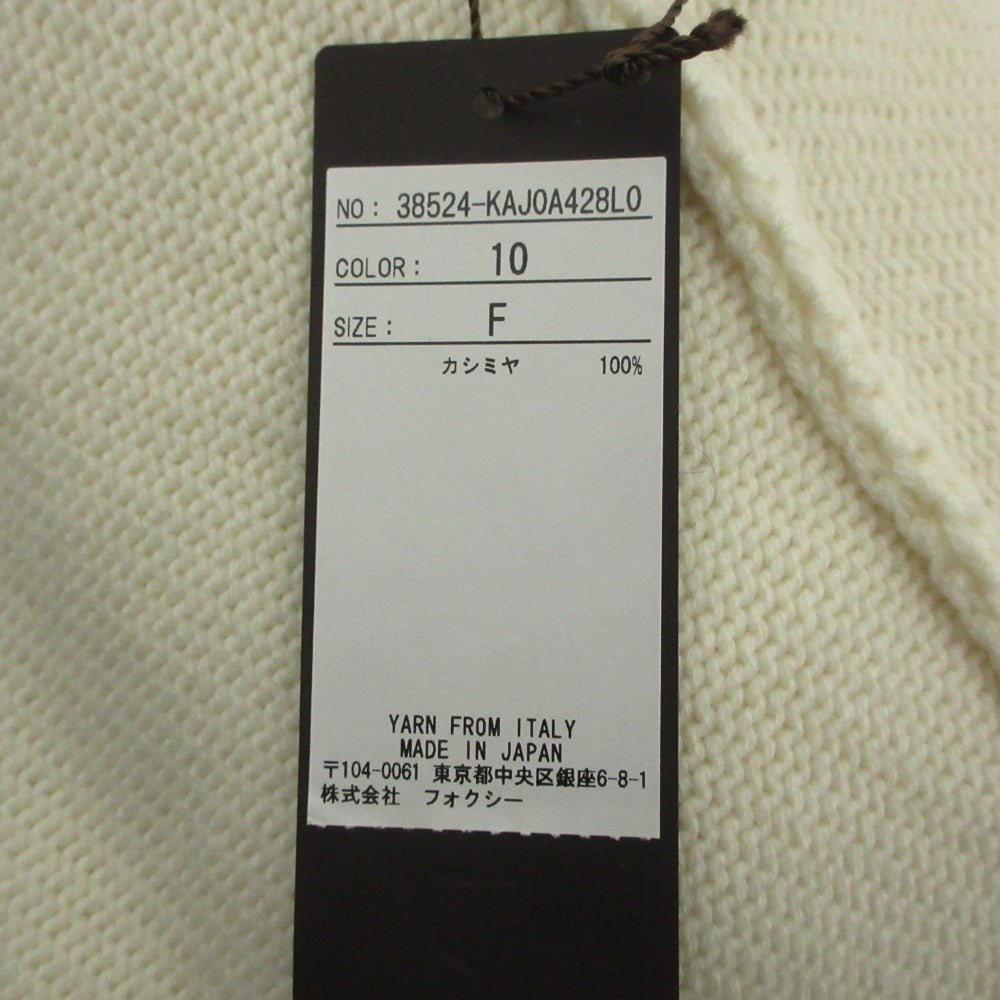 NO: 38524-KAJOA428LO
COLOR: 10
SIZE: F
カシミヤ 100%
YARN FROM ITALY
MADE IN JAPAN
〒104-0061 東京都中央区銀座6-8-1
株式会社 フォクシー